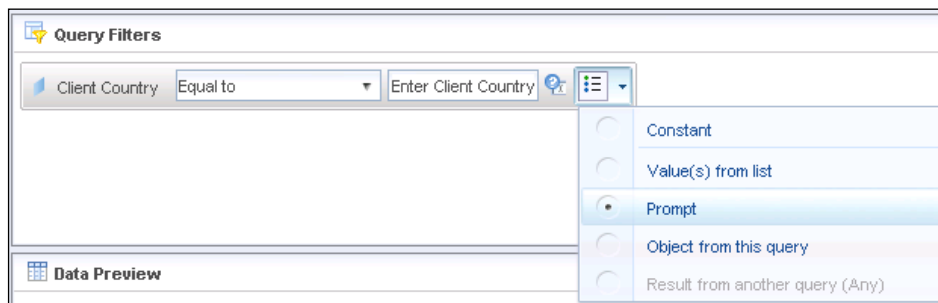 Query Filters
Client Country Equal to Enter Client Country
Constant
Value(s) from list
Prompt
Object from this query
Data Preview
Result from another query (Any)